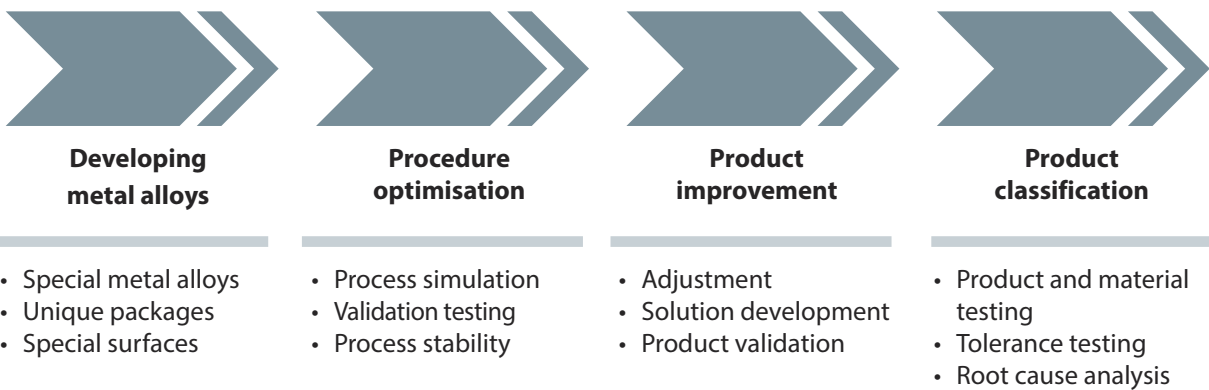 Developing
metal alloys
• Special metal alloys
• Unique packages
• Special surfaces
Procedure
optimisation
• Process simulation
• Validation testing
• Process stability
Product
improvement
• Adjustment
• Solution development
• Product validation
Product
classification
• Product and material
testing
• Tolerance testing
• Root cause analysis